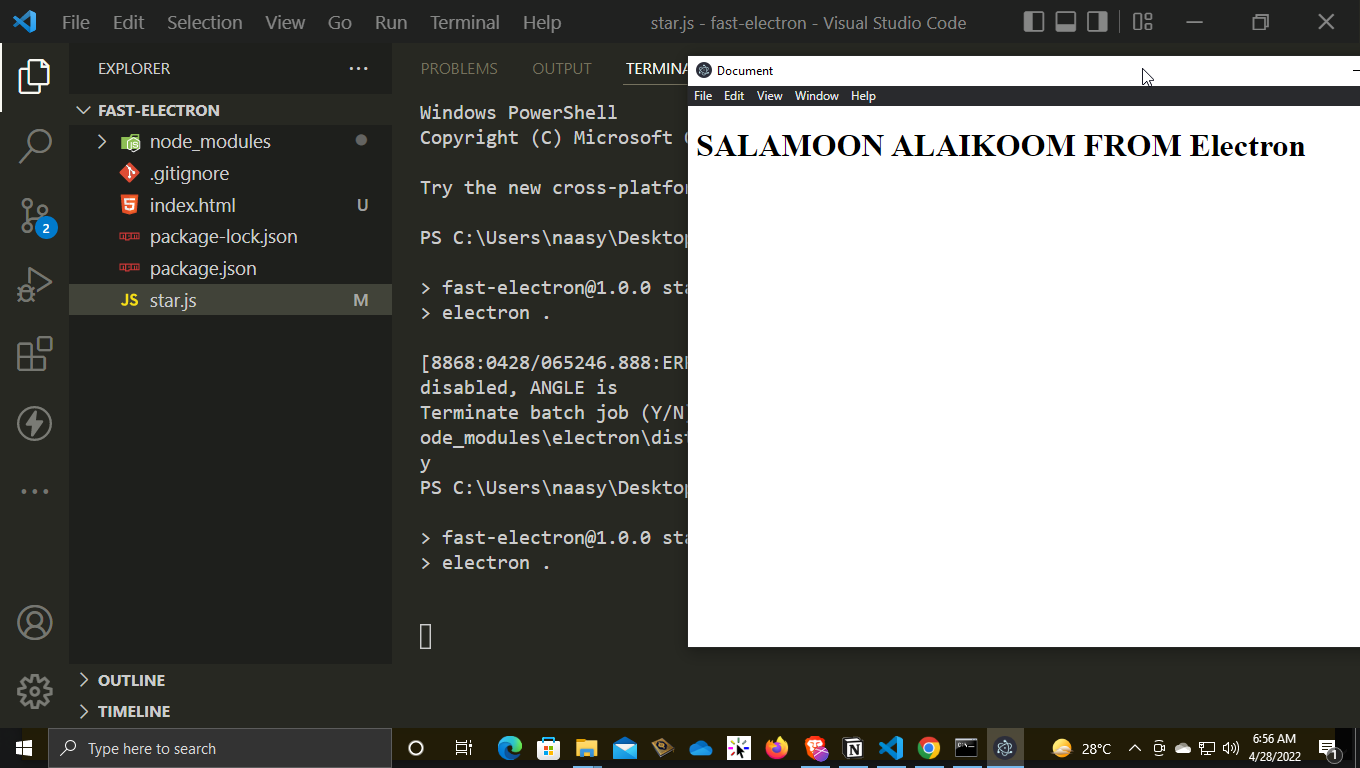 File Edit Selection View Go Run Terminal Help
star.js - fast-electron - Visual Studio Code
EXPLORER
FAST-ELECTRON
node_modules
.gitignore
index.html U
package-lock.json
package.json
JS star.js M
2
OUTLINE
TIMELINE
PROBLEMS OUTPUT TERMINA
Windows PowerShell
Copyright (C) Microsoft
Try the new cross-platfor
PS C:\Users\naasy\Desktop
> fast-electron@1.0.0 sta
> electron .
[8868:0428/065246.888:ERR
disabled, ANGLE is
Terminate batch job (Y/N)
ode_modules\electron\dist
y
PS C:\Users\naasy\Desktop
> fast-electron@1.0.0 sta
> electron .
Document
File Edit View Window Help
SALAMOON ALAIKOOM FROM Electron
Type here to search
28°C
6:56 AM
4/28/2022
1